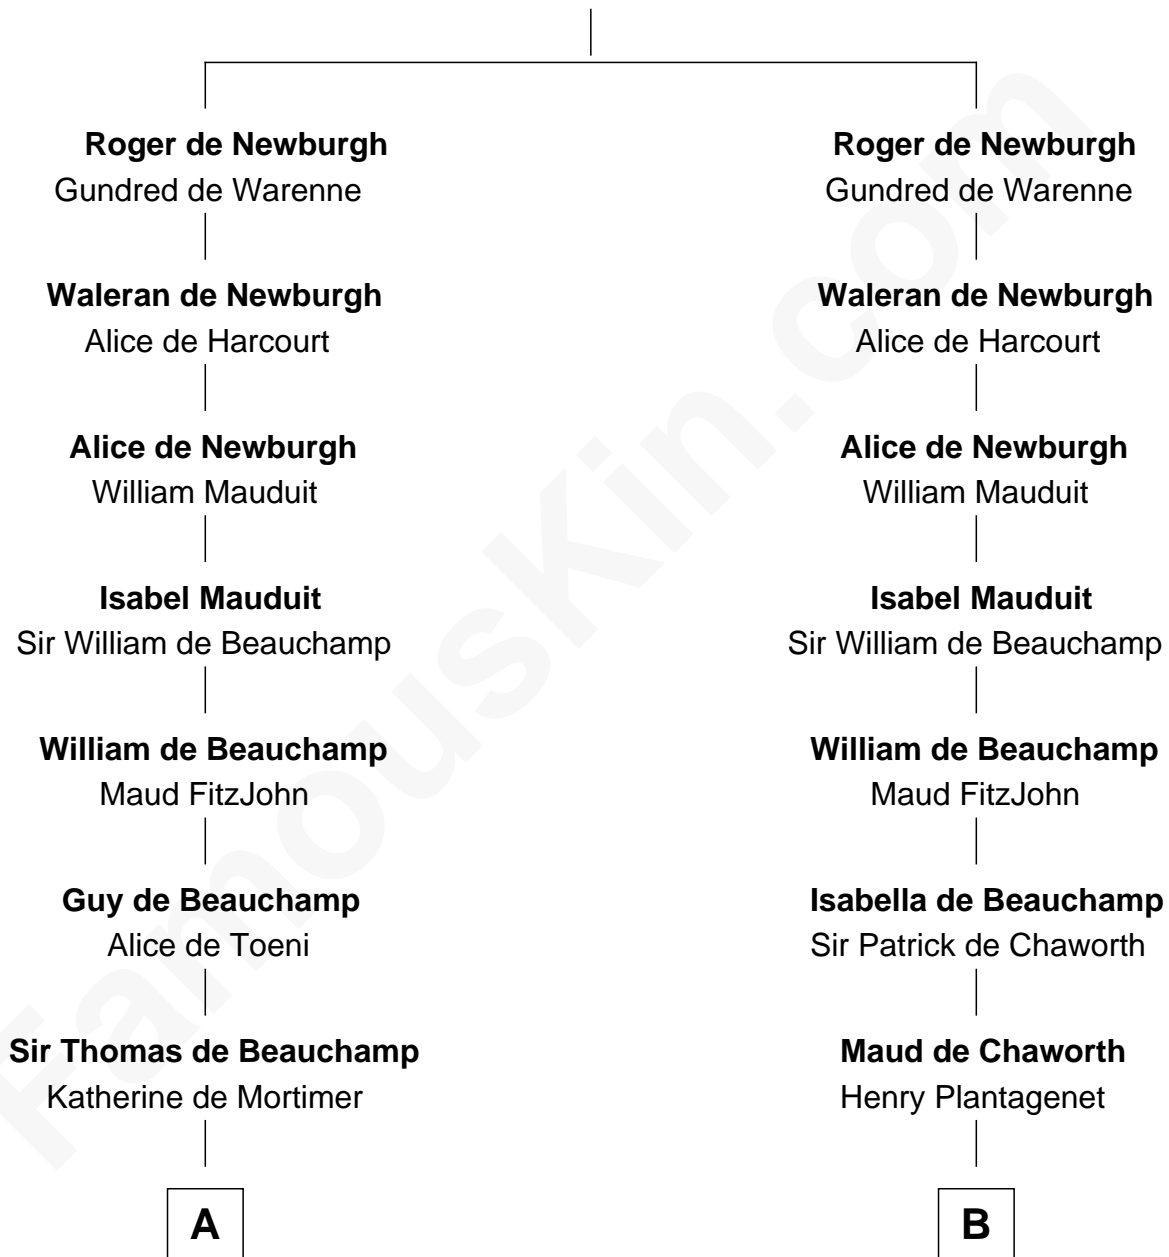 Roger de Newburgh
Gundred de Warenne
Waleran de Newburgh
Alice de Harcourt
Alice de Newburgh
William Mauduit
Isabel Mauduit
Sir William de Beauchamp
William de Beauchamp
Maud FitzJohn
Guy de Beauchamp
Alice de Toeni
Sir Thomas de Beauchamp
Katherine de Mortimer
A
Roger de Newburgh
Gundred de Warenne
Waleran de Newburgh
Alice de Harcourt
Alice de Newburgh
William Mauduit
Isabel Mauduit
Sir William de Beauchamp
William de Beauchamp
Maud FitzJohn
Isabella de Beauchamp
Sir Patrick de Chaworth
Maud de Chaworth
Henry Plantagenet
B
FamousKin.com